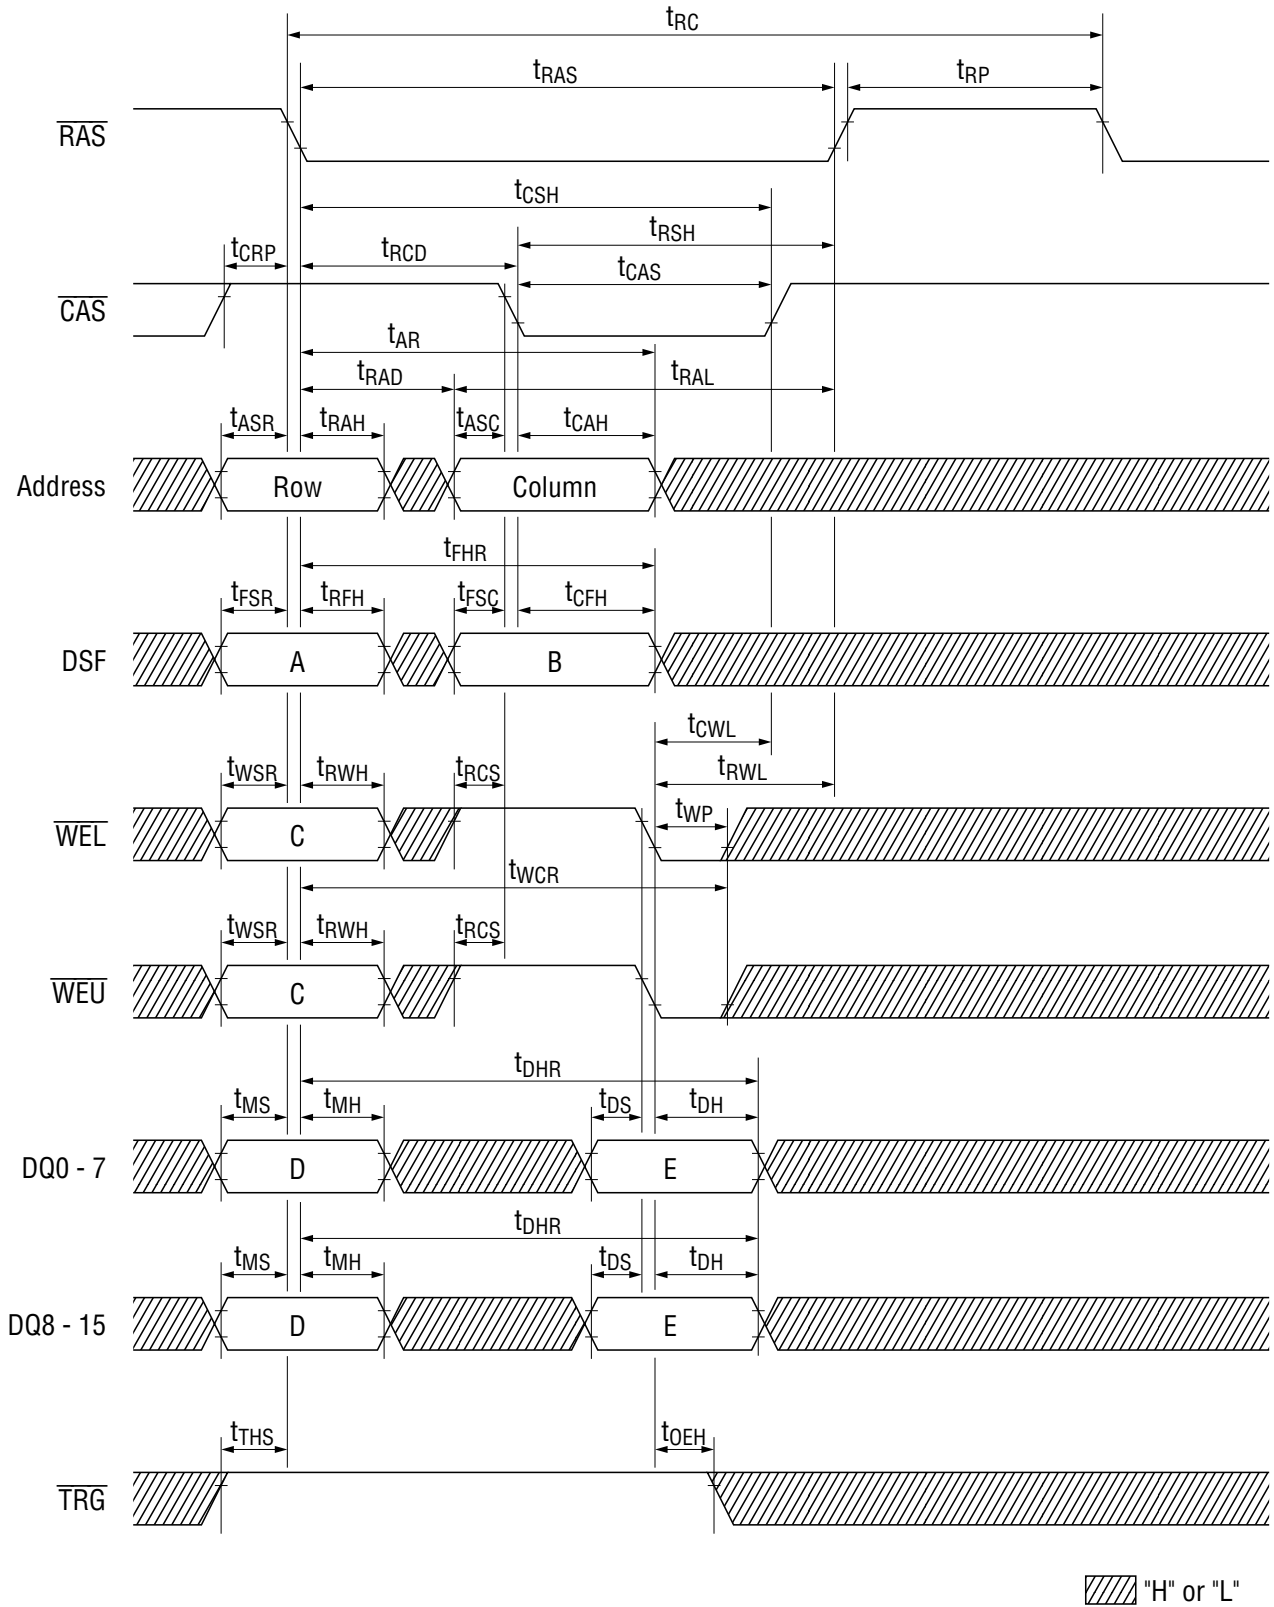 tRC
tRAS tRP
RAS
tCSH
tRSH
tCRP tRCD
tCAS
CAS
tAR
tRAD tRAL
tASR tRAH tASC tCAH
Address Row Column
tFHR
tFSR tRFH tFSC tCFH
DSF A B
tCWL
tWSR tRWH tRCS tRWL
tWP
WEL C
tWCR
tWSR tRWH tRCS
WEU C
tDHR
tMS tMH tDS tDH
DQ0 - 7 D E
tDHR
tMS tMH tDS tDH
DQ8 - 15 D E
tTHS tOEH
TRG
"H" or "L"